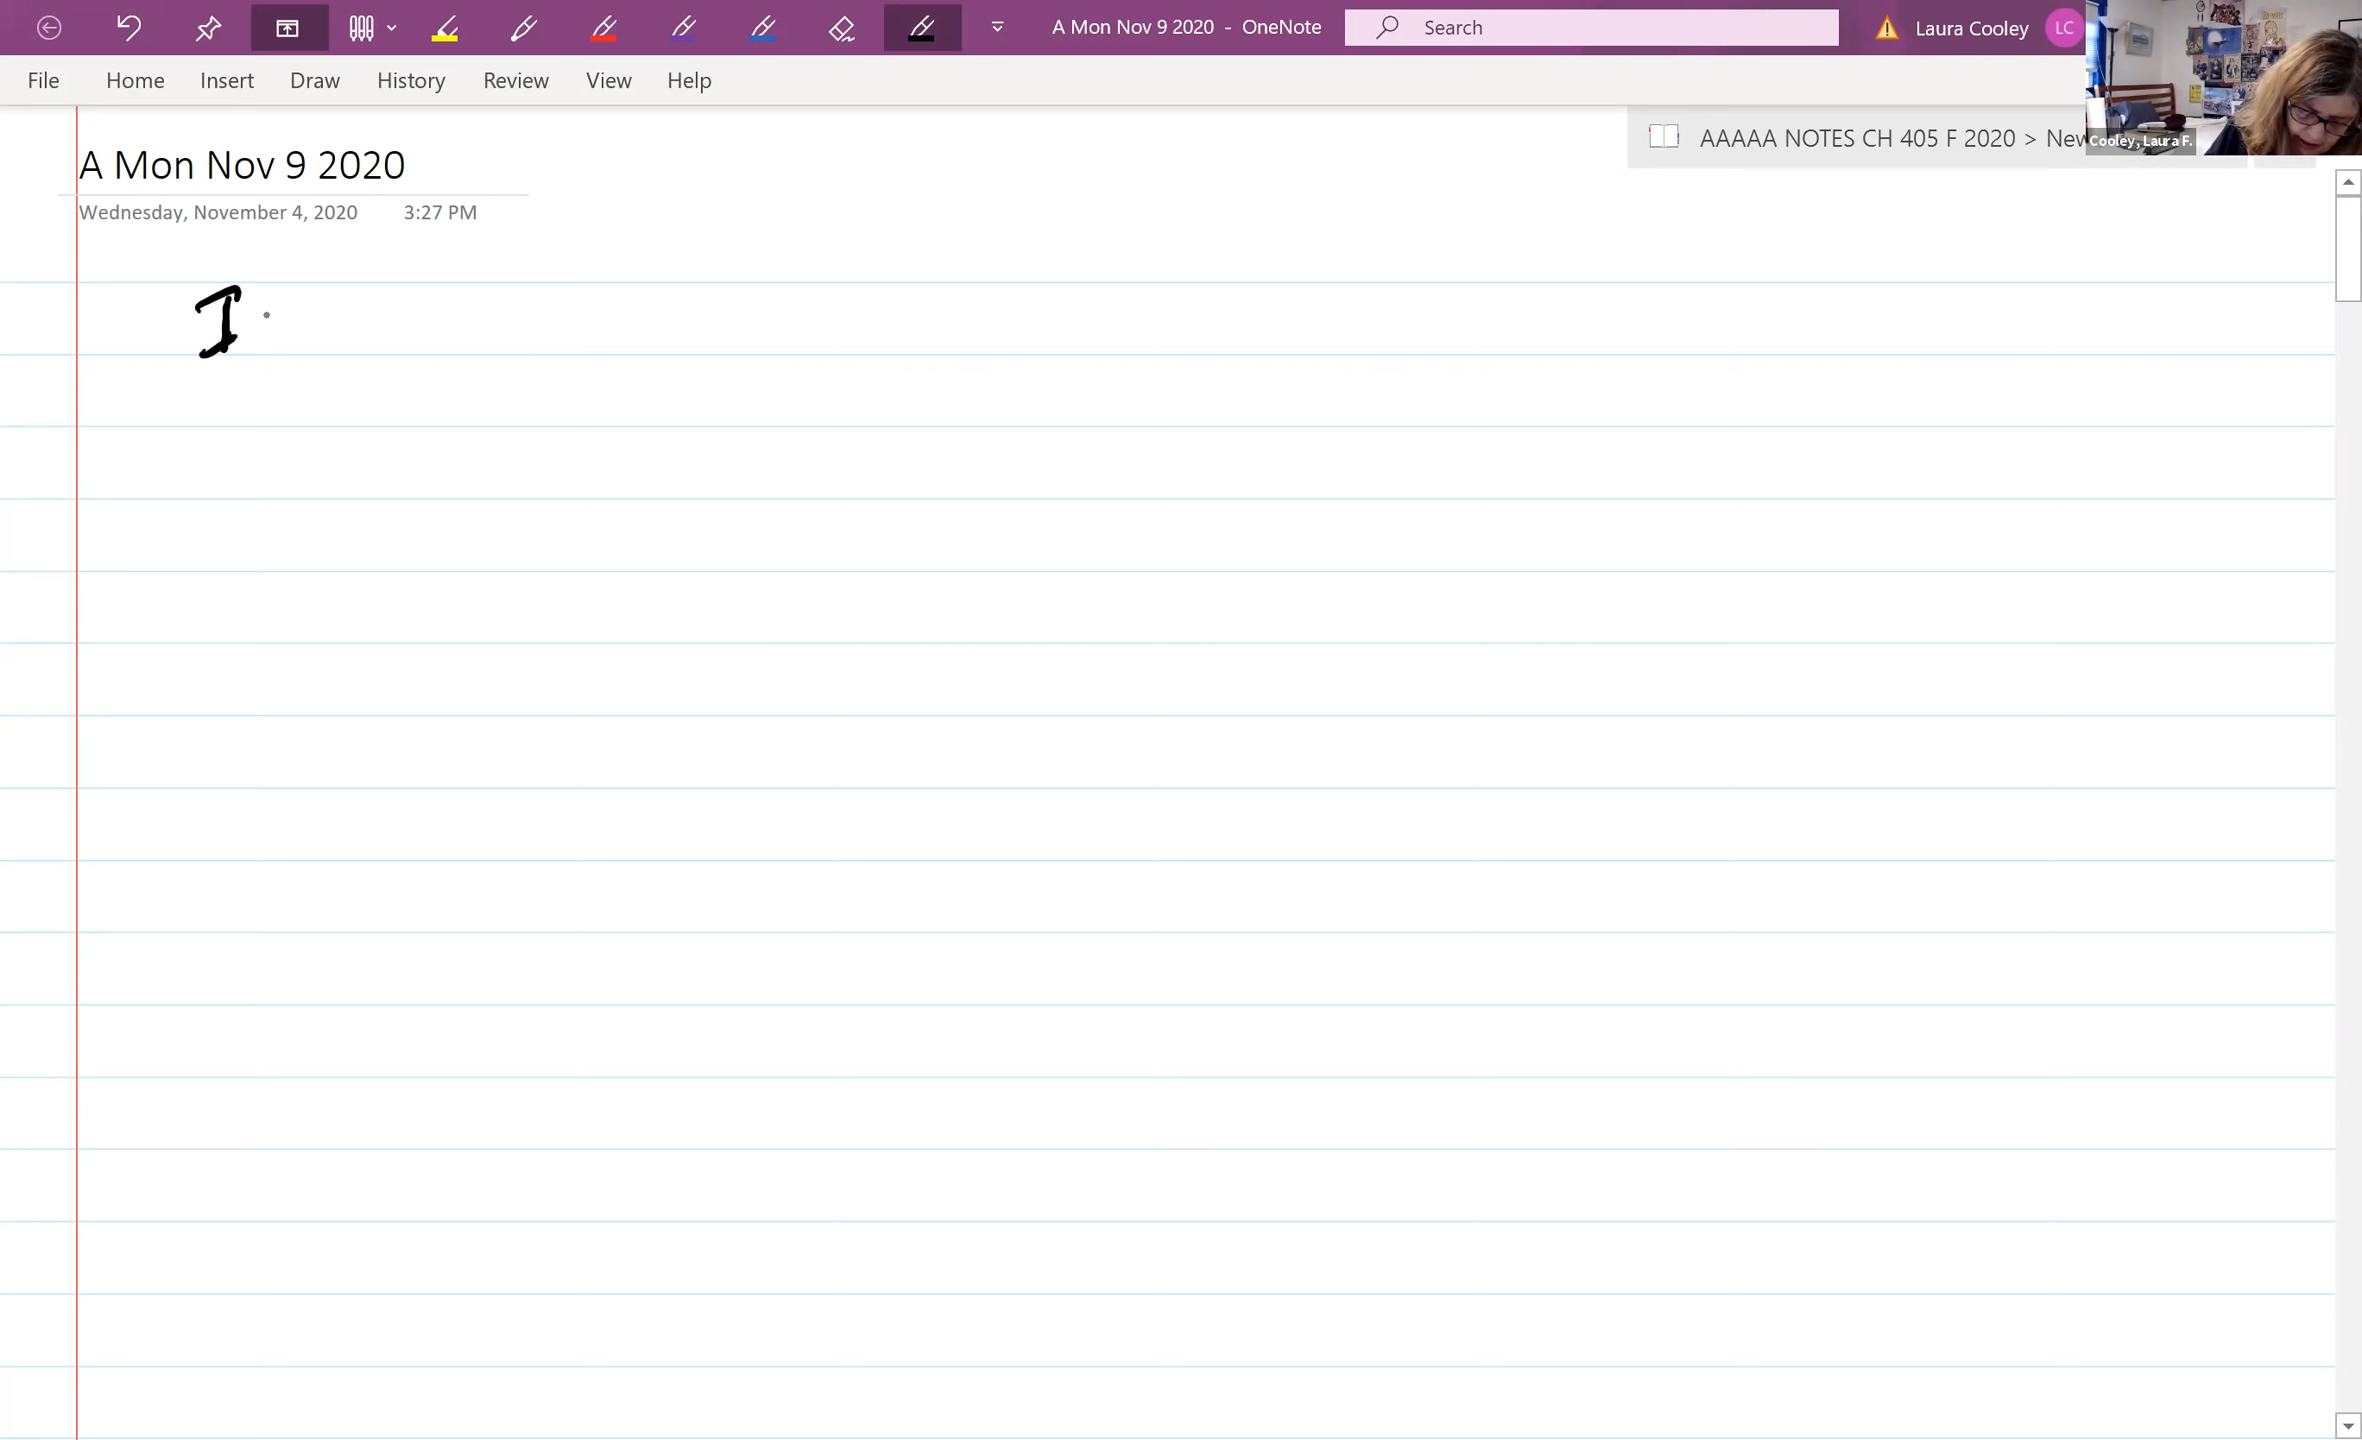 A Mon Nov 9 2020 - OneNote
Search
Laura Cooley
LC
File Home Insert Draw History Review View Help
AAAAA NOTES CH 405 F 2020 > New
Cooley, Laura F.
A Mon Nov 9 2020
Wednesday, November 4, 2020 3:27 PM
I